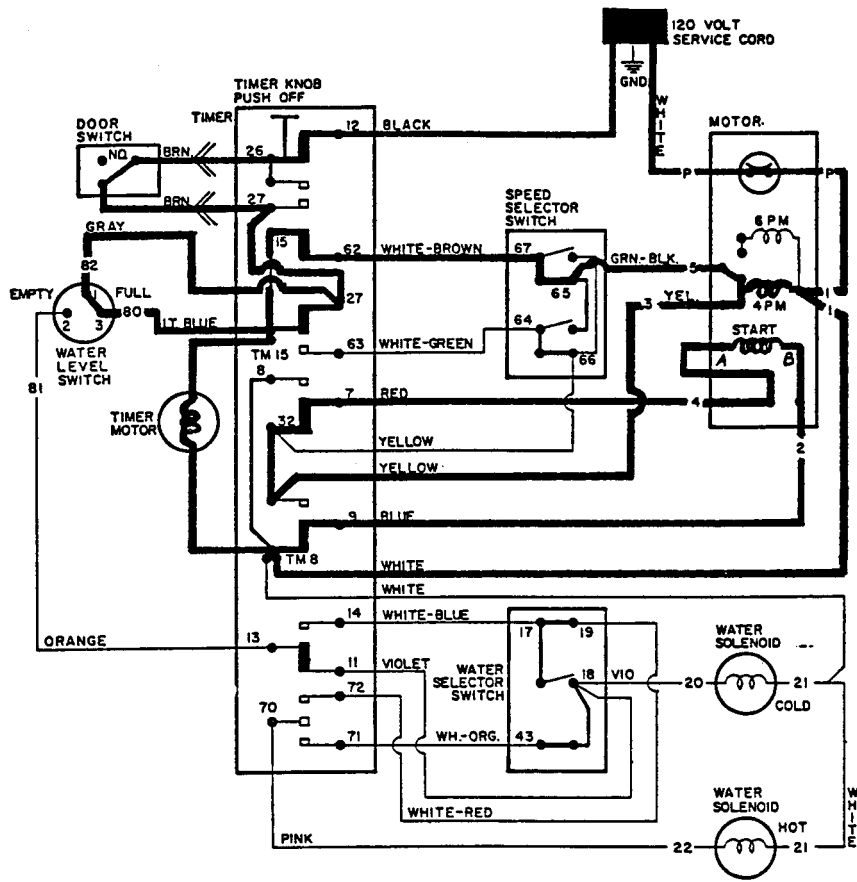 120 VOLT
SERVICE CORD
GND
WHITE
TIMER KNOB
PUSH OFF
TIMER
12 BLACK
MOTOR.
DOOR
SWITCH
NO
BRN.
26
P
P
BRN.
27
SPEED
SELECTOR
SWITCH
6 PM
GRAY
15
62 WHITE-BROWN
67
GRN.-BLK.
5
82
65
EMPTY
FULL
1
27
3 YEL
4 PM
1
1
2
3
80
LT BLUE
64
START
WATER
LEVEL
SWITCH
TM 15
63 WHITE-GREEN
66
A
B
81
8
7 RED
4
TIMER
MOTOR
32
YELLOW
2
YELLOW
9 BLUE
TM 8
WHITE
WHITE
14 WHITE-BLUE
17
19
ORANGE
13
WATER
SOLENOID
11 VIOLET
WATER
SELECTOR
SWITCH
18 VIO
20
21
72
COLD
70
71
WH.-ORG.
43
WHITE-RED
WATER
SOLENOID
WHITE
PINK
HOT
22
21